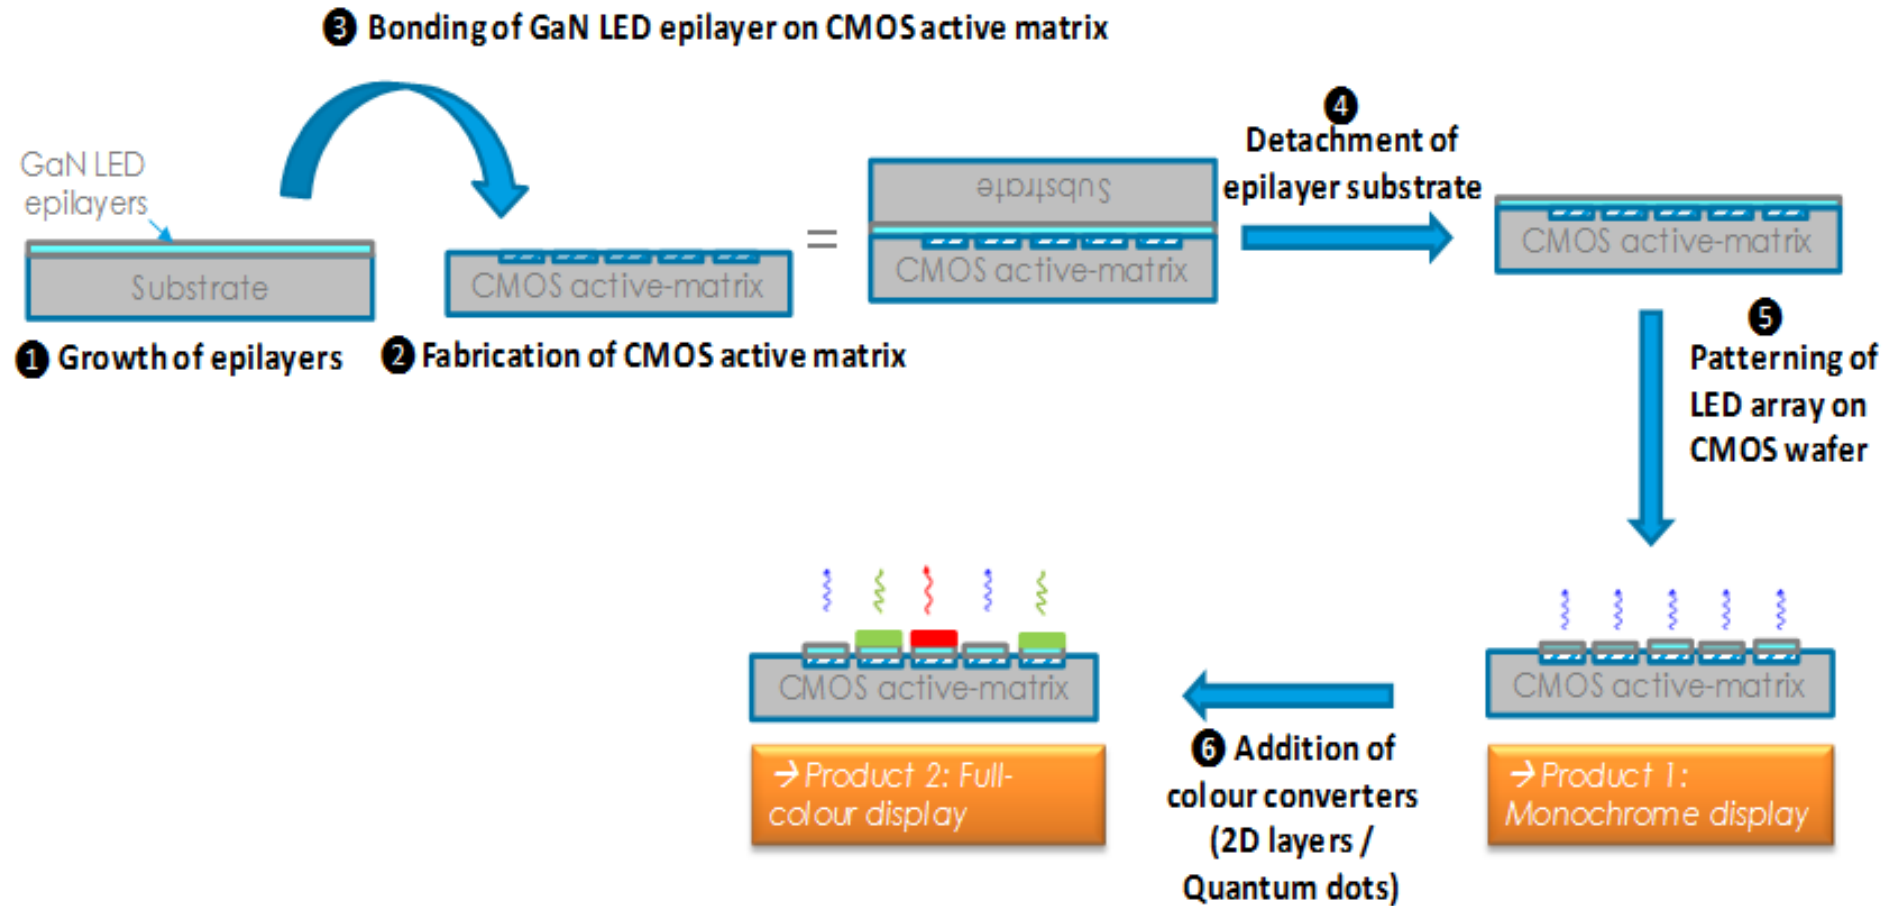 ❸ Bonding of GaN LED epilayer on CMOS active matrix
GaN LED
epilayers
Substrate
❶ Growth of epilayers
CMOS active-matrix
❷ Fabrication of CMOS active matrix
=
Substrate
CMOS active-matrix
❹
Detachment of
epilayer substrate
CMOS active-matrix
❺
Patterning of
LED array on
CMOS wafer
CMOS active-matrix
→Product 1:
Monochrome display
❻ Addition of
colour converters
(2D layers /
Quantum dots)
CMOS active-matrix
→Product 2: Full-
colour display